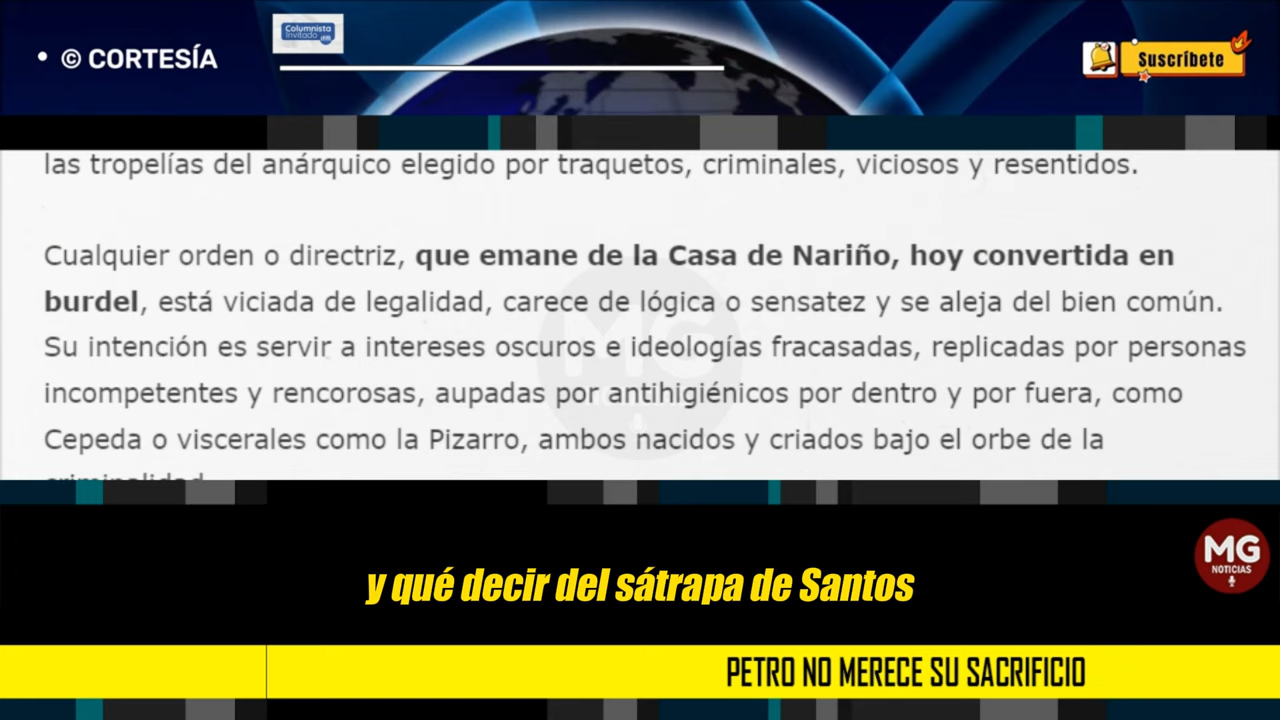 • © CORTESÍA
Columnista
Invitado
Suscríbete
las tropelías del anárquico elegido por traquetos, criminales, viciosos y resentidos.
Cualquier orden o directriz, que emane de la Casa de Nariño, hoy convertida en
burdel, está viciada de legalidad, carece de lógica o sensatez y se aleja del bien común.
Su intención es servir a intereses oscuros e ideologías fracasadas, replicadas por personas
incompetentes y rencorosas, aupadas por antihigiénicos por dentro y por fuera, como
Cepeda o viscerales como la Pizarro, ambos nacidos y criados bajo el orbe de la
y qué decir del sátrapa de Santos
MG
NOTICIAS
PETRO NO MERECE SU SACRIFICIO